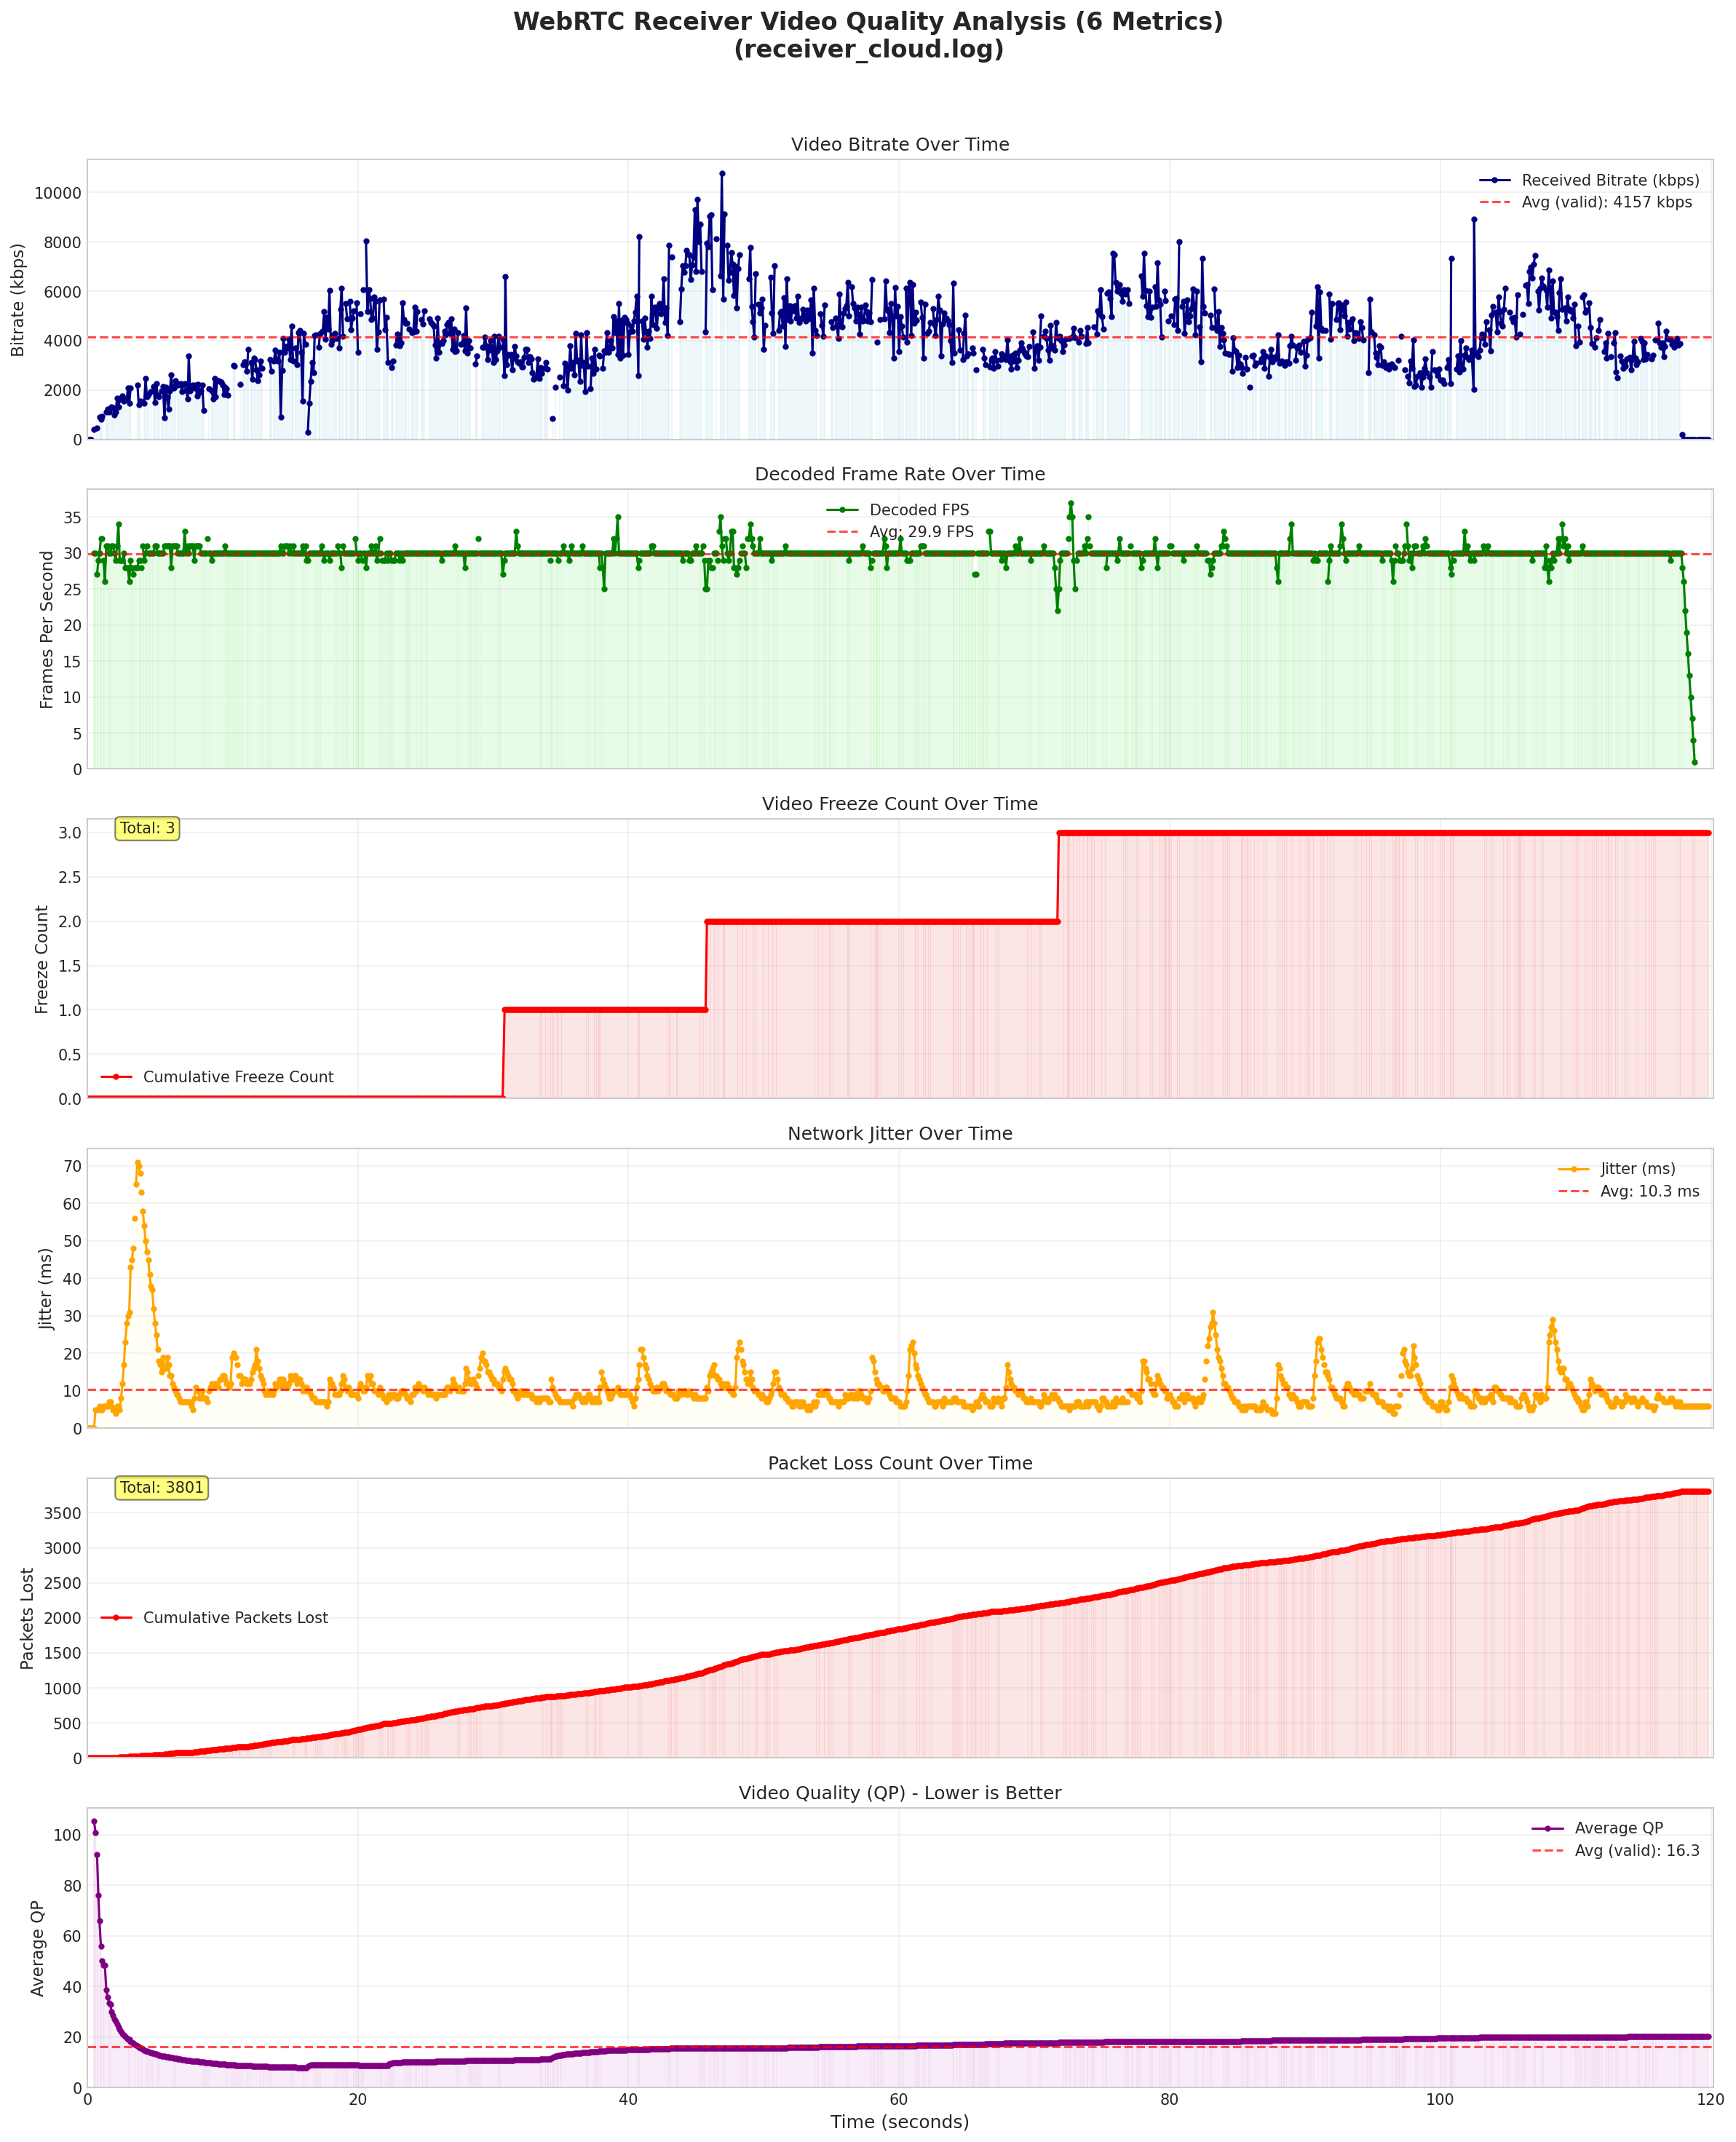 WebRTC Receiver Video Quality Analysis (6 Metrics)
(receiver_cloud.log)
Video Bitrate Over Time
Bitrate (kbps)
10000
8000
6000
4000
2000
0
Received Bitrate (kbps)
Avg (valid): 4157 kbps
Decoded Frame Rate Over Time
Frames Per Second
35
30
25
20
15
10
5
0
Decoded FPS
Avg: 29.9 FPS
Video Freeze Count Over Time
Total: 3
Freeze Count
3.0
2.5
2.0
1.5
1.0
0.5
0.0
Cumulative Freeze Count
Network Jitter Over Time
Jitter (ms)
70
60
50
40
30
20
10
0
Jitter (ms)
Avg: 10.3 ms
Packet Loss Count Over Time
Total: 3801
Packets Lost
3500
3000
2500
2000
1500
1000
500
0
Cumulative Packets Lost
Video Quality (QP) - Lower is Better
Average QP
100
80
60
40
20
0
Average QP
Avg (valid): 16.3
0 20 40 60 80 100 120
Time (seconds)